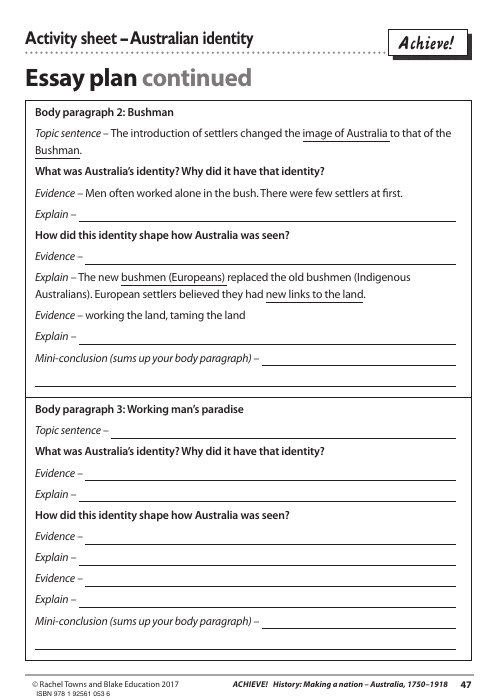 Activity sheet – Australian identity
Achieve!
Essay plan continued
Body paragraph 2: Bushman
Topic sentence – The introduction of settlers changed the image of Australia to that of the
Bushman.
What was Australia's identity? Why did it have that identity?
Evidence – Men often worked alone in the bush. There were few settlers at first.
Explain –
How did this identity shape how Australia was seen?
Evidence –
Explain – The new bushmen (Europeans) replaced the old bushmen (Indigenous
Australians). European settlers believed they had new links to the land.
Evidence – working the land, taming the land
Explain –
Mini-conclusion (sums up your body paragraph) –
Body paragraph 3: Working man's paradise
Topic sentence –
What was Australia's identity? Why did it have that identity?
Evidence –
Explain –
How did this identity shape how Australia was seen?
Evidence –
Explain –
Evidence –
Explain –
Mini-conclusion (sums up your body paragraph) –
© Rachel Towns and Blake Education 2017
ACHIEVE! History: Making a nation – Australia, 1750–1918 47
ISBN 978 1 92561 053 6